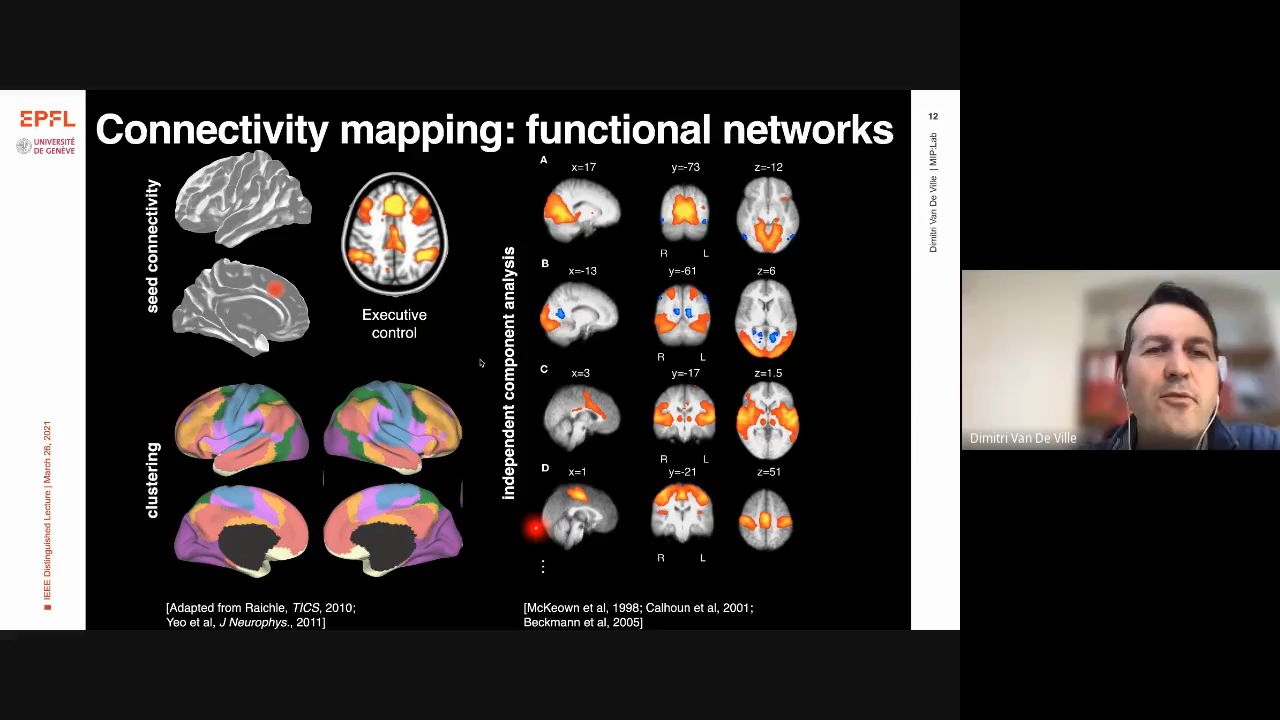 EPFL
UNIVERSITÉ
DE GENÈVE
IEEE Distinguished Lecture | March 26, 2021
Connectivity mapping: functional networks
seed connectivity
Executive
control
clustering
[Adapted from Raichle, TICS, 2010;
Yeo et al, J Neurophys., 2011]
independent component analysis
A
x=17 y=-73 z=-12
R L
B
x=-13 y=-61 z=6
R L
C
x=3 y=-17 z=1.5
R L
D
x=1 y=-21 z=51
R L
⋮
[McKeown et al, 1998; Calhoun et al, 2001;
Beckmann et al, 2005]
12
Dimitri Van De Ville | MIP:Lab
Dimitri Van De Ville